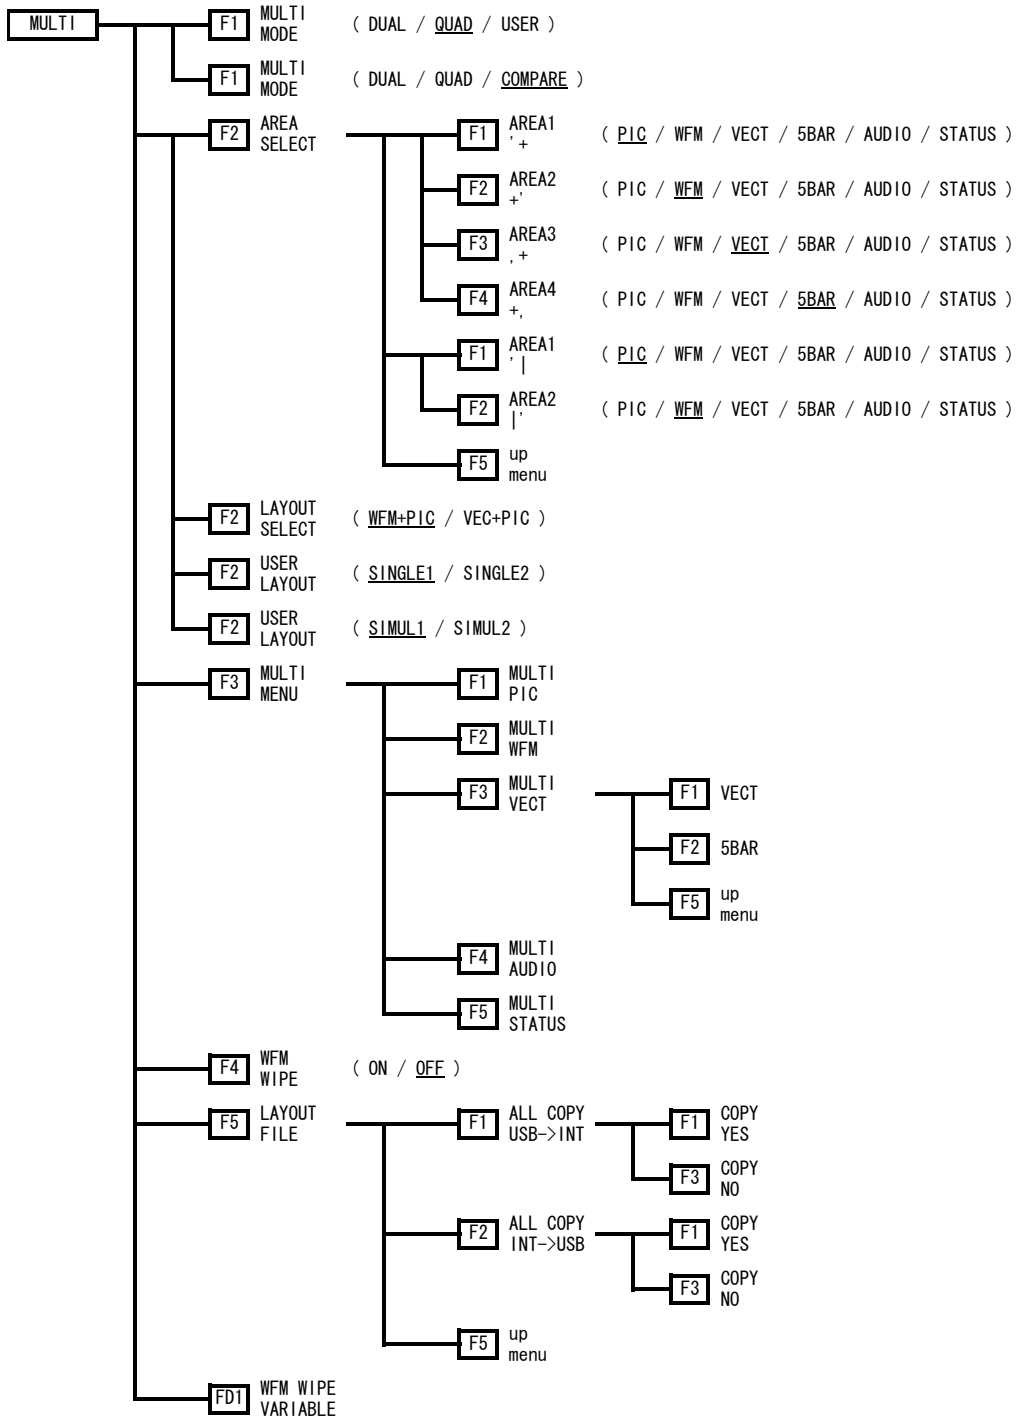 MULTI
F1 MULTI MODE ( DUAL / QUAD / USER )
F1 MULTI MODE ( DUAL / QUAD / COMPARE )
F2 AREA SELECT
F1 AREA1 '+ ( PIC / WFM / VECT / 5BAR / AUDIO / STATUS )
F2 AREA2 +' ( PIC / WFM / VECT / 5BAR / AUDIO / STATUS )
F3 AREA3 ,+ ( PIC / WFM / VECT / 5BAR / AUDIO / STATUS )
F4 AREA4 +, ( PIC / WFM / VECT / 5BAR / AUDIO / STATUS )
F1 AREA1 '| ( PIC / WFM / VECT / 5BAR / AUDIO / STATUS )
F2 AREA2 |' ( PIC / WFM / VECT / 5BAR / AUDIO / STATUS )
F5 up menu
F2 LAYOUT SELECT ( WFM+PIC / VEC+PIC )
F2 USER LAYOUT ( SINGLE1 / SINGLE2 )
F2 USER LAYOUT ( SIMUL1 / SIMUL2 )
F3 MULTI MENU
F1 MULTI PIC
F2 MULTI WFM
F3 MULTI VECT
F1 VECT
F2 5BAR
F5 up menu
F4 MULTI AUDIO
F5 MULTI STATUS
F4 WFM WIPE ( ON / OFF )
F5 LAYOUT FILE
F1 ALL COPY USB->INT
F1 COPY YES
F3 COPY NO
F2 ALL COPY INT->USB
F1 COPY YES
F3 COPY NO
F5 up menu
FD1 WFM WIPE VARIABLE